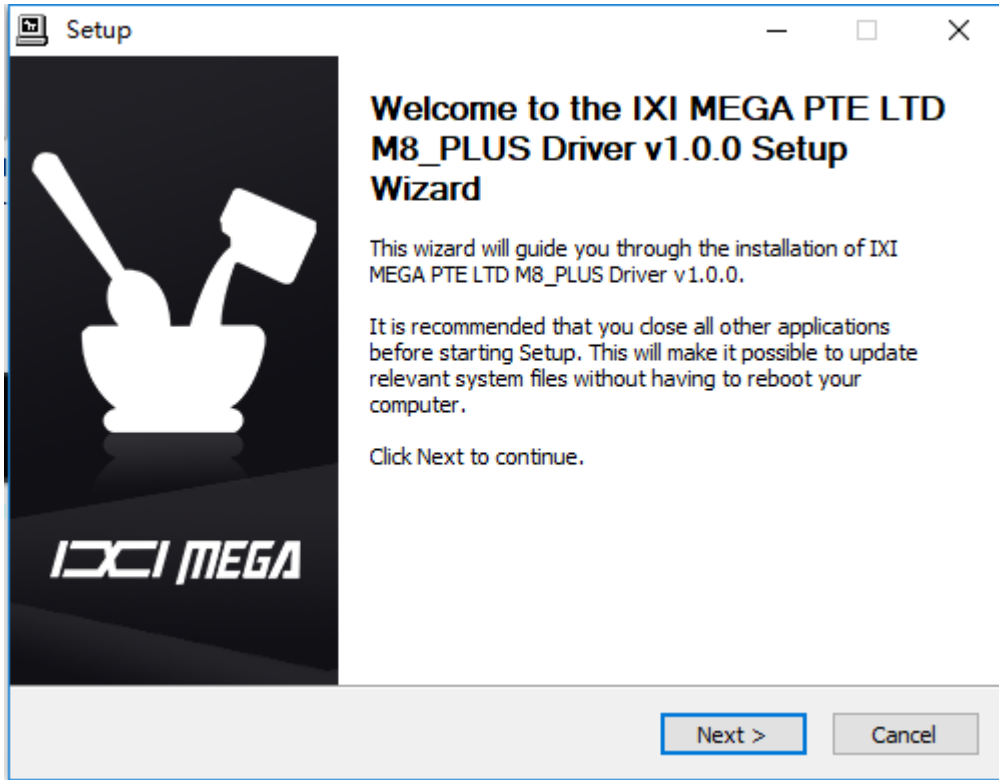 Setup
Welcome to the IXI MEGA PTE LTD
M8_PLUS Driver v1.0.0 Setup
Wizard
This wizard will guide you through the installation of IXI
MEGA PTE LTD M8_PLUS Driver v1.0.0.
It is recommended that you close all other applications
before starting Setup. This will make it possible to update
relevant system files without having to reboot your
computer.
Click Next to continue.
IXI MEGA
Next >
Cancel